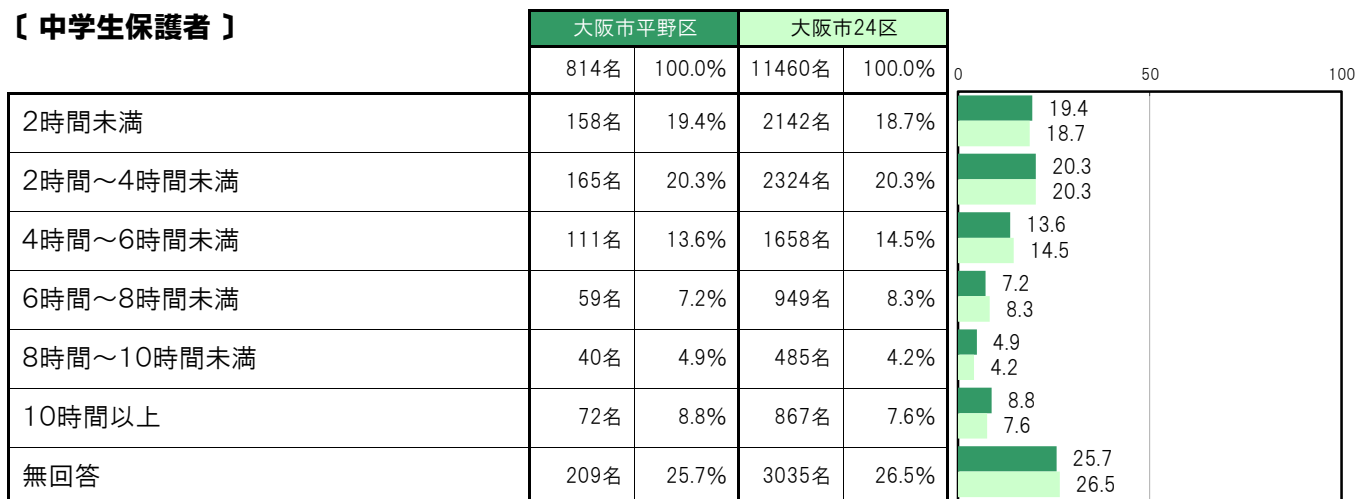 〔 中学生保護者 〕
大阪市平野区 大阪市24区
814名 100.0% 11460名 100.0%
0 50 100
2時間未満 158名 19.4% 2142名 18.7%
19.4
18.7
2時間～4時間未満 165名 20.3% 2324名 20.3%
20.3
20.3
4時間～6時間未満 111名 13.6% 1658名 14.5%
13.6
14.5
6時間～8時間未満 59名 7.2% 949名 8.3%
7.2
8.3
8時間～10時間未満 40名 4.9% 485名 4.2%
4.9
4.2
10時間以上 72名 8.8% 867名 7.6%
8.8
7.6
無回答 209名 25.7% 3035名 26.5%
25.7
26.5